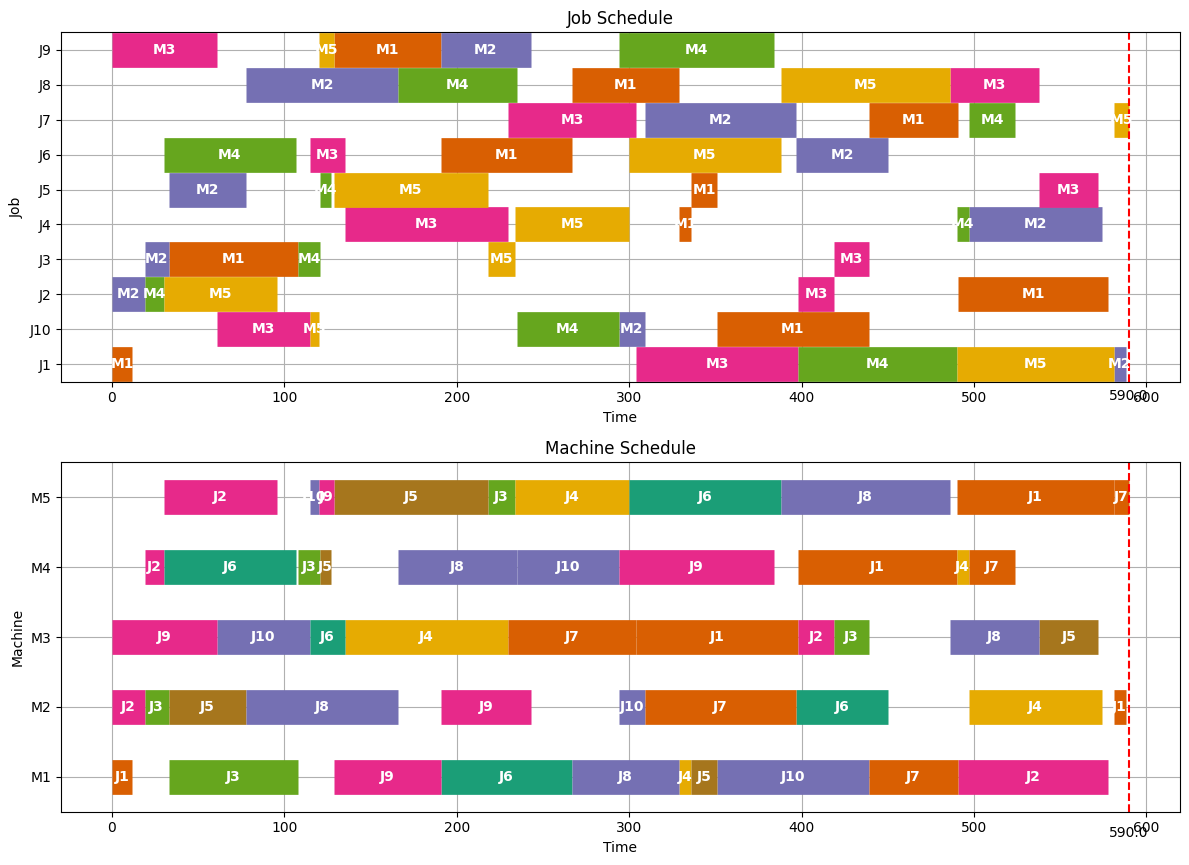 Job Schedule
J9 M3 M5 M1 M2 M4
J8 M2 M4 M1 M5 M3
J7 M3 M2 M1 M4 M5
J6 M4 M3 M1 M5 M2
J5 M2 M4 M5 M1 M3
J4 M3 M5 M1 M4 M2
J3 M2 M1 M4 M5 M3
J2 M2 M4 M5 M3 M1
J10 M3 M5 M4 M2 M1
J1 M1 M3 M4 M5 M2
Job
0 100 200 300 400 500 590.0 600
Time
Machine Schedule
M5 J2 J10 J9 J5 J3 J4 J6 J8 J1 J7
M4 J2 J6 J3 J5 J8 J10 J9 J1 J4 J7
M3 J9 J10 J6 J4 J7 J1 J2 J3 J8 J5
M2 J2 J3 J5 J8 J9 J10 J7 J6 J4 J1
M1 J1 J3 J9 J6 J8 J4 J5 J10 J7 J2
Machine
0 100 200 300 400 500 590.0 600
Time